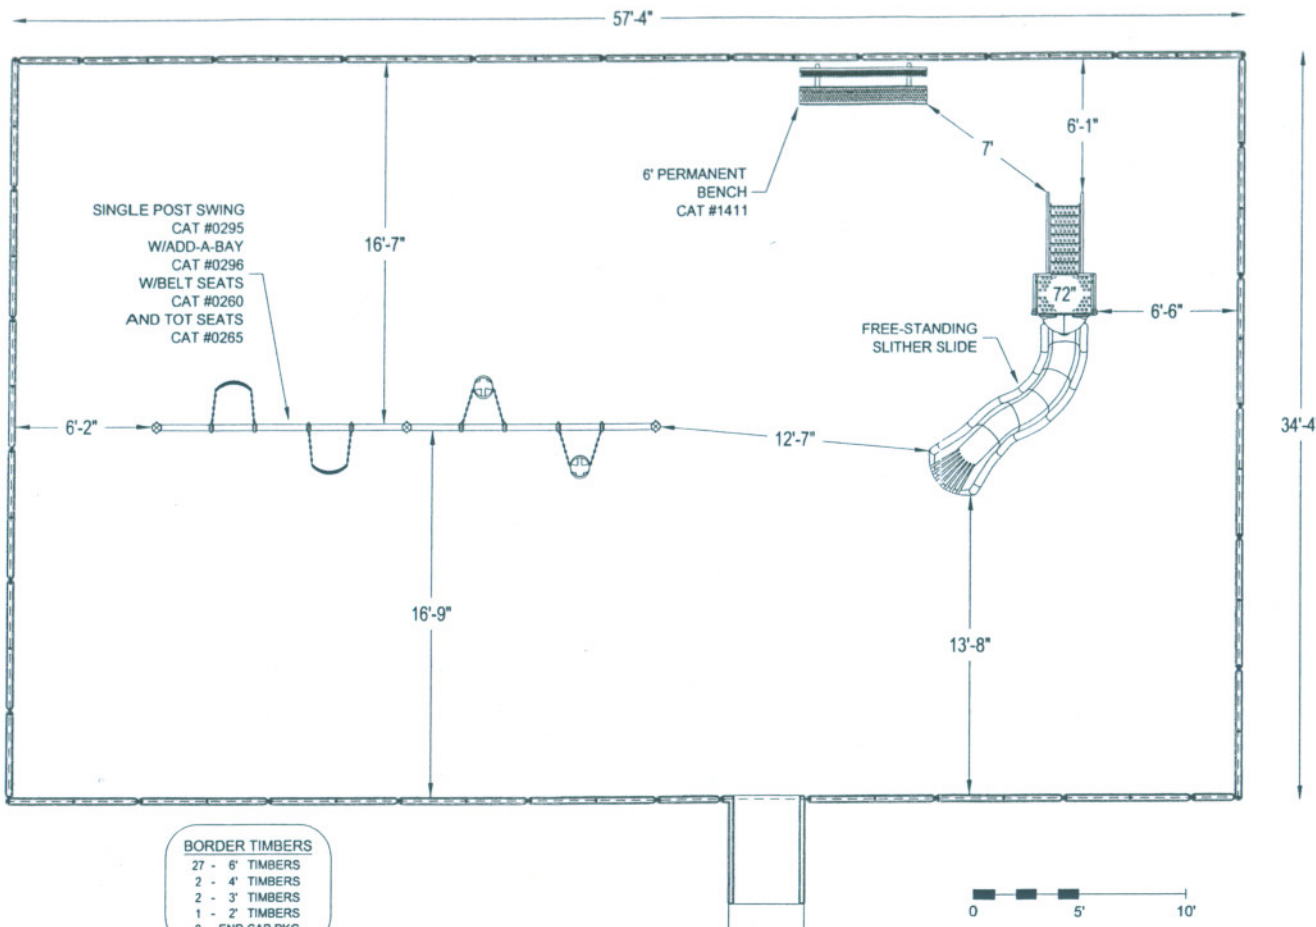 57'-4"
6'-1"
7'
6' PERMANENT
BENCH
CAT #1411
SINGLE POST SWING
CAT #0295
W/ADD-A-BAY
CAT #0296
W/BELT SEATS
CAT #0260
AND TOT SEATS
CAT #0265
16'-7"
72"
6'-6"
FREE-STANDING
SLITHER SLIDE
6'-2"
12'-7"
34'-4
16'-9"
13'-8"
BORDER TIMBERS
27 - 6' TIMBERS
2 - 4' TIMBERS
2 - 3' TIMBERS
1 - 2' TIMBERS
0 5' 10'